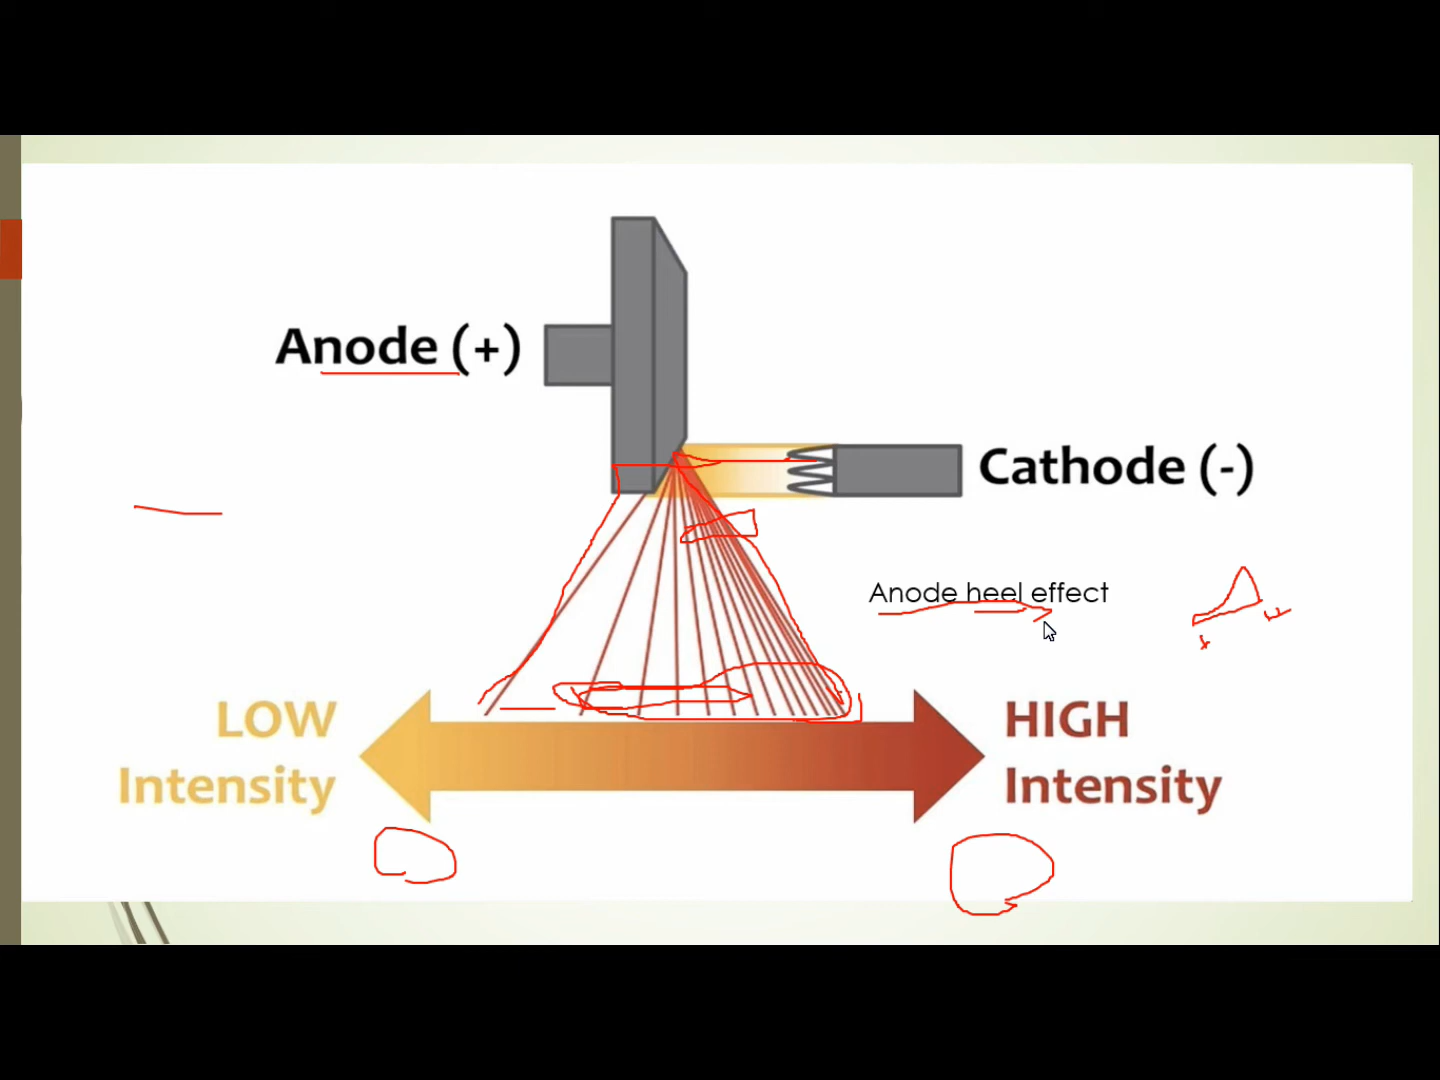 Anode (+)
Cathode (-)
Anode heel effect
LOW
Intensity
HIGH
Intensity